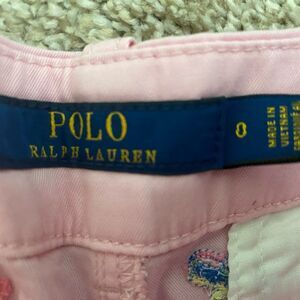 POLO
RALPH LAUREN
8
MADE IN
VIETNAM